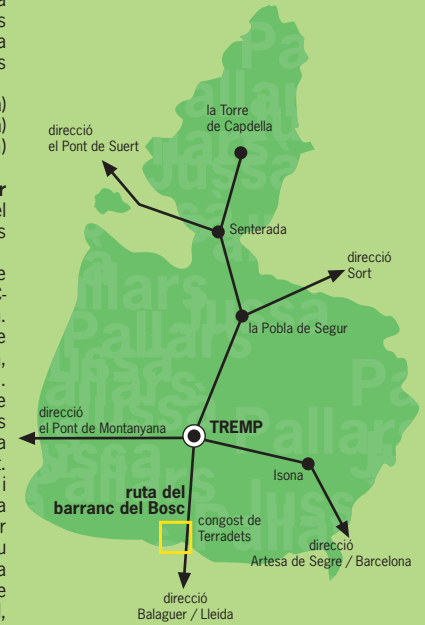 la Torre
de Capdella
direcció
el Pont de Suert
Senterada
direcció
Sort
la Pobla de Segur
direcció
el Pont de Montanyana
TREMP
Isona
ruta del
barranc del Bosc
congost de
Terradets
direcció
Artesa de Segre / Barcelona
direcció
Balaguer / Lleida
Pallars
Jussà